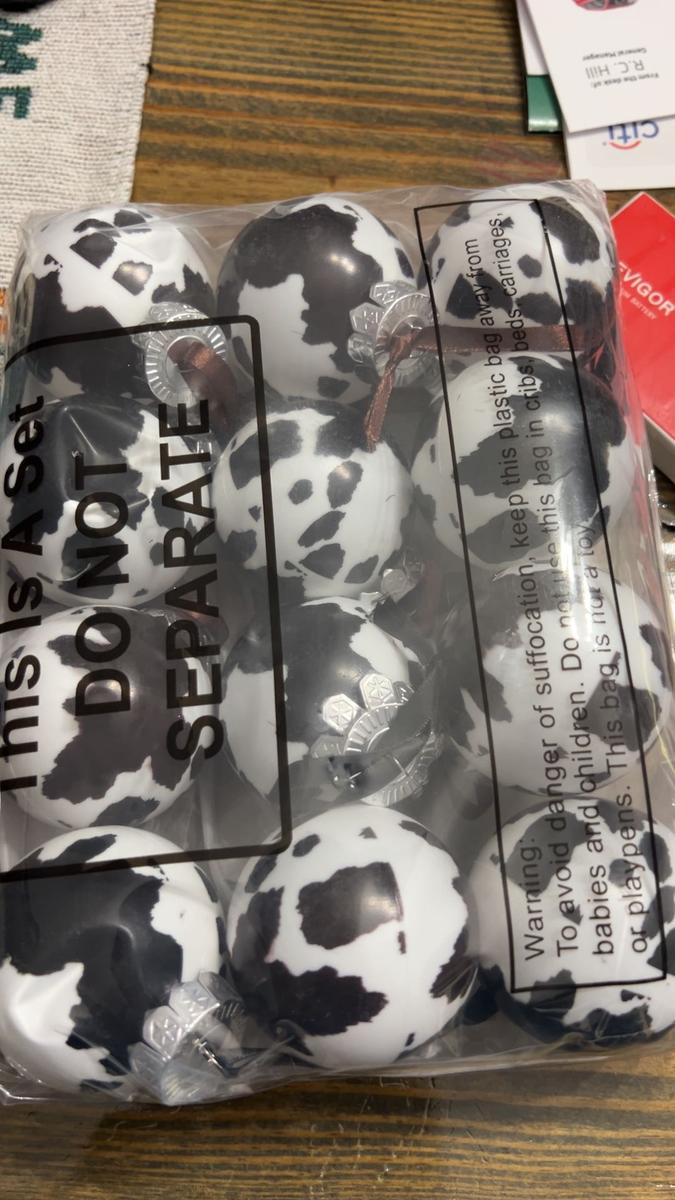 This Is A Set
DO NOT
SEPARATE
Warning:
To avoid danger of suffocation, keep this plastic bag away from
babies and children. Do not use this bag in cribs, beds, carriages,
or playpens. This bag is not a toy.
From the desk of:
R.C. Hill
General Manager
citi
EVIGOR
BATTERY
ME